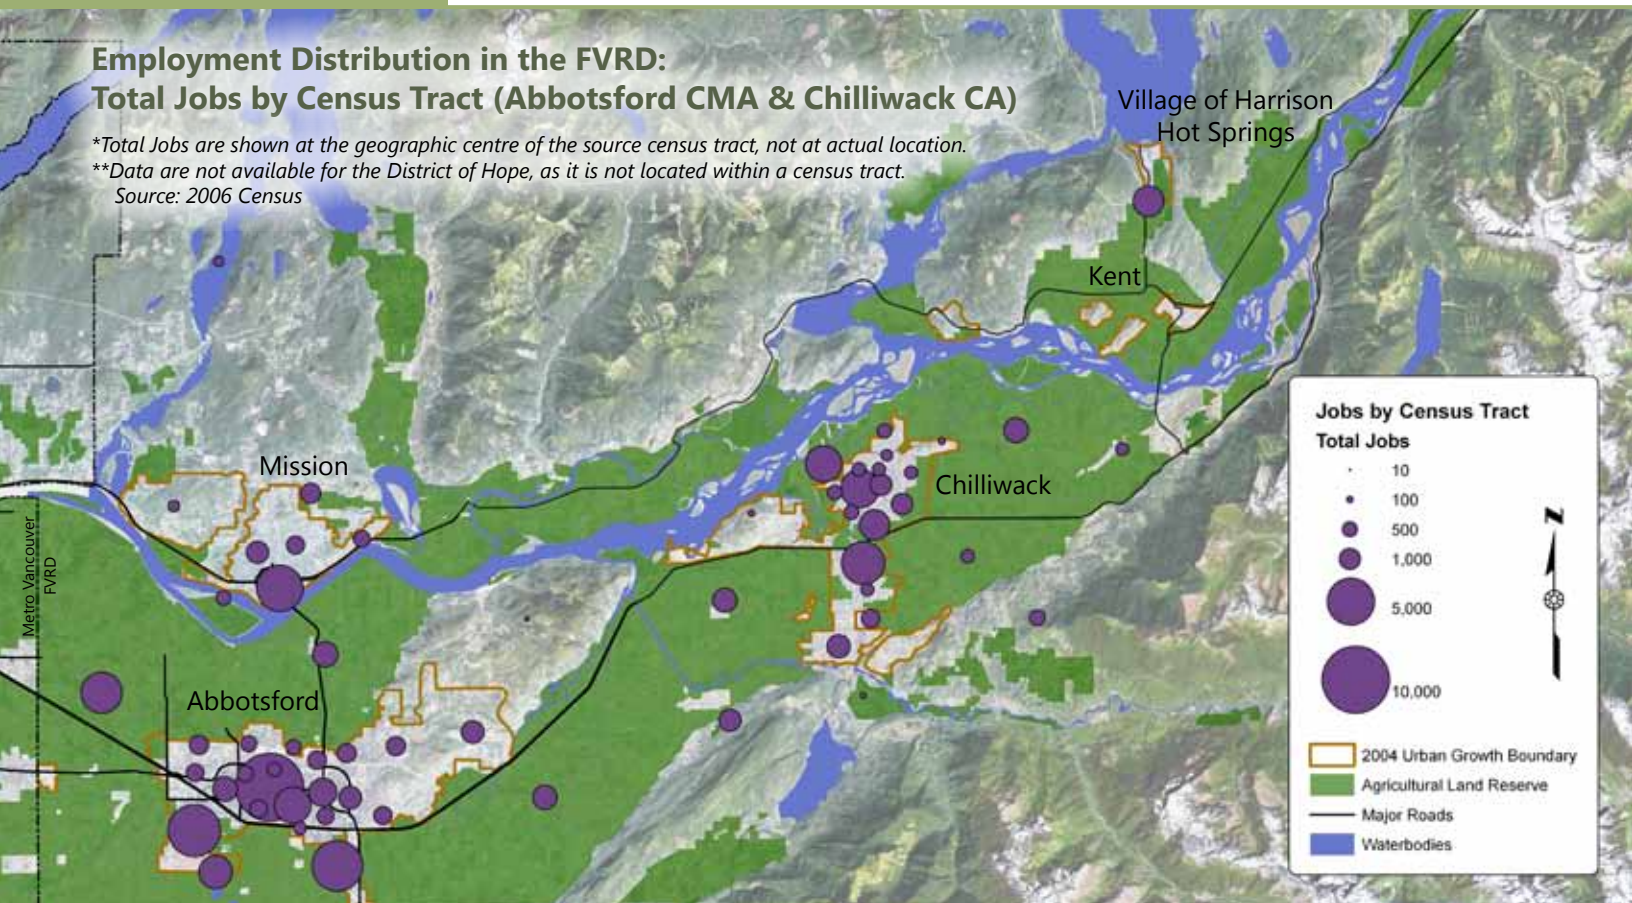 Employment Distribution in the FVRD:
Total Jobs by Census Tract (Abbotsford CMA & Chilliwack CA)
*Total Jobs are shown at the geographic centre of the source census tract, not at actual location.
**Data are not available for the District of Hope, as it is not located within a census tract.
Source: 2006 Census
Village of Harrison
Hot Springs
Kent
Mission
Chilliwack
Metro Vancouver
FVRD
Abbotsford
Jobs by Census Tract
Total Jobs
10
100
500
1,000
5,000
10,000
N
2004 Urban Growth Boundary
Agricultural Land Reserve
Major Roads
Waterbodies